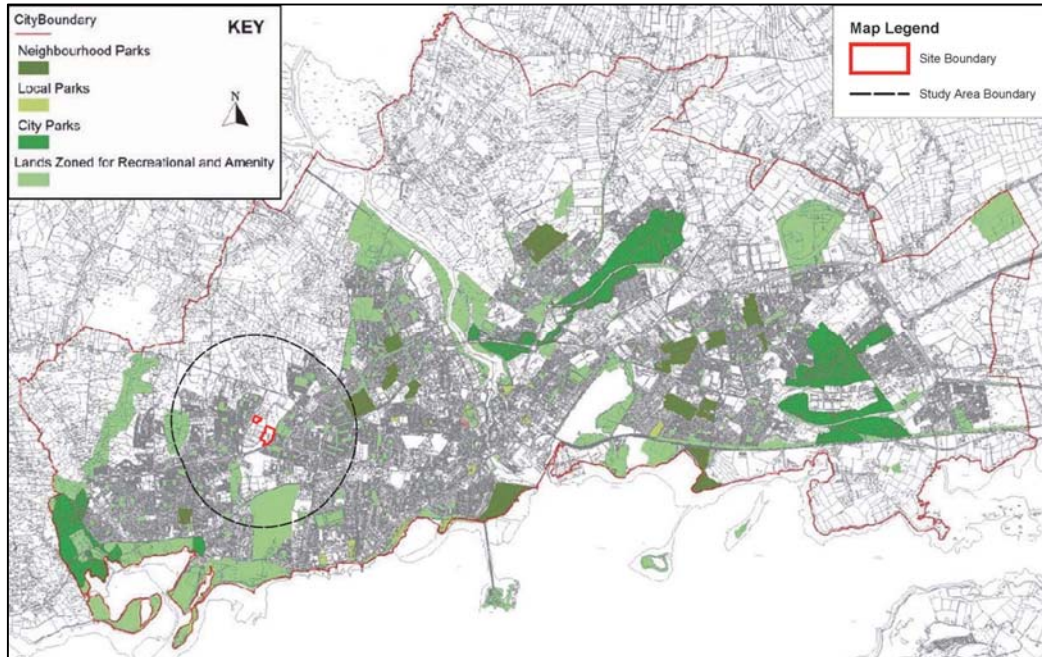 CityBoundary
KEY
Neighbourhood Parks
Local Parks
N
City Parks
Lands Zoned for Recreational and Amenity
Map Legend
Site Boundary
Study Area Boundary